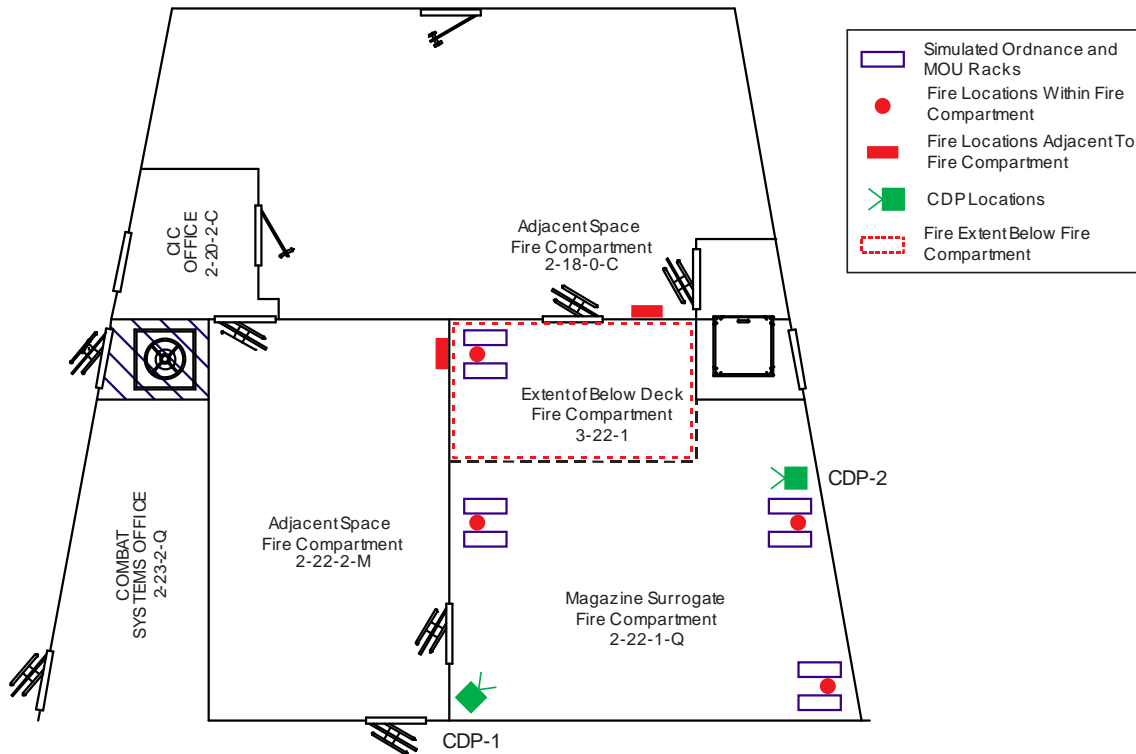 Simulated Ordnance and
MOU Racks
Fire Locations Within Fire
Compartment
Fire Locations Adjacent To
Fire Compartment
CDP Locations
Fire Extent Below Fire
Compartment
CIC
OFFICE
2-20-2-C
Adjacent Space
Fire Compartment
2-18-0-C
Extent of Below Deck
Fire Compartment
3-22-1
CDP-2
COMBAT
SYSTEMS OFFICE
2-23-2-Q
Adjacent Space
Fire Compartment
2-22-2-M
Magazine Surrogate
Fire Compartment
2-22-1-Q
CDP-1